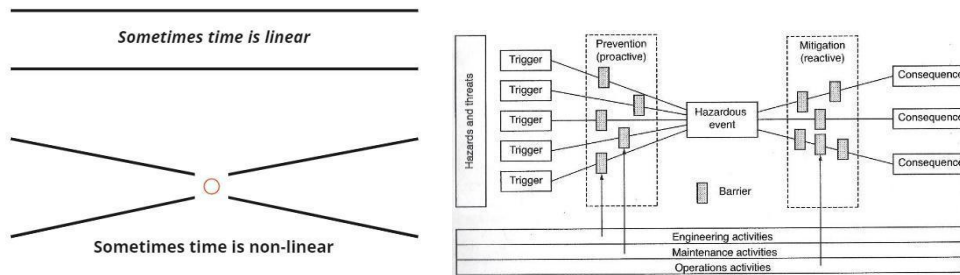 Sometimes time is linear
Sometimes time is non-linear
Hazards and threats
Trigger
Trigger
Trigger
Trigger
Trigger
Prevention
(proactive)
Hazardous
event
Mitigation
(reactive)
Consequence
Consequence
Consequence
Barrier
Engineering activities
Maintenance activities
Operations activities